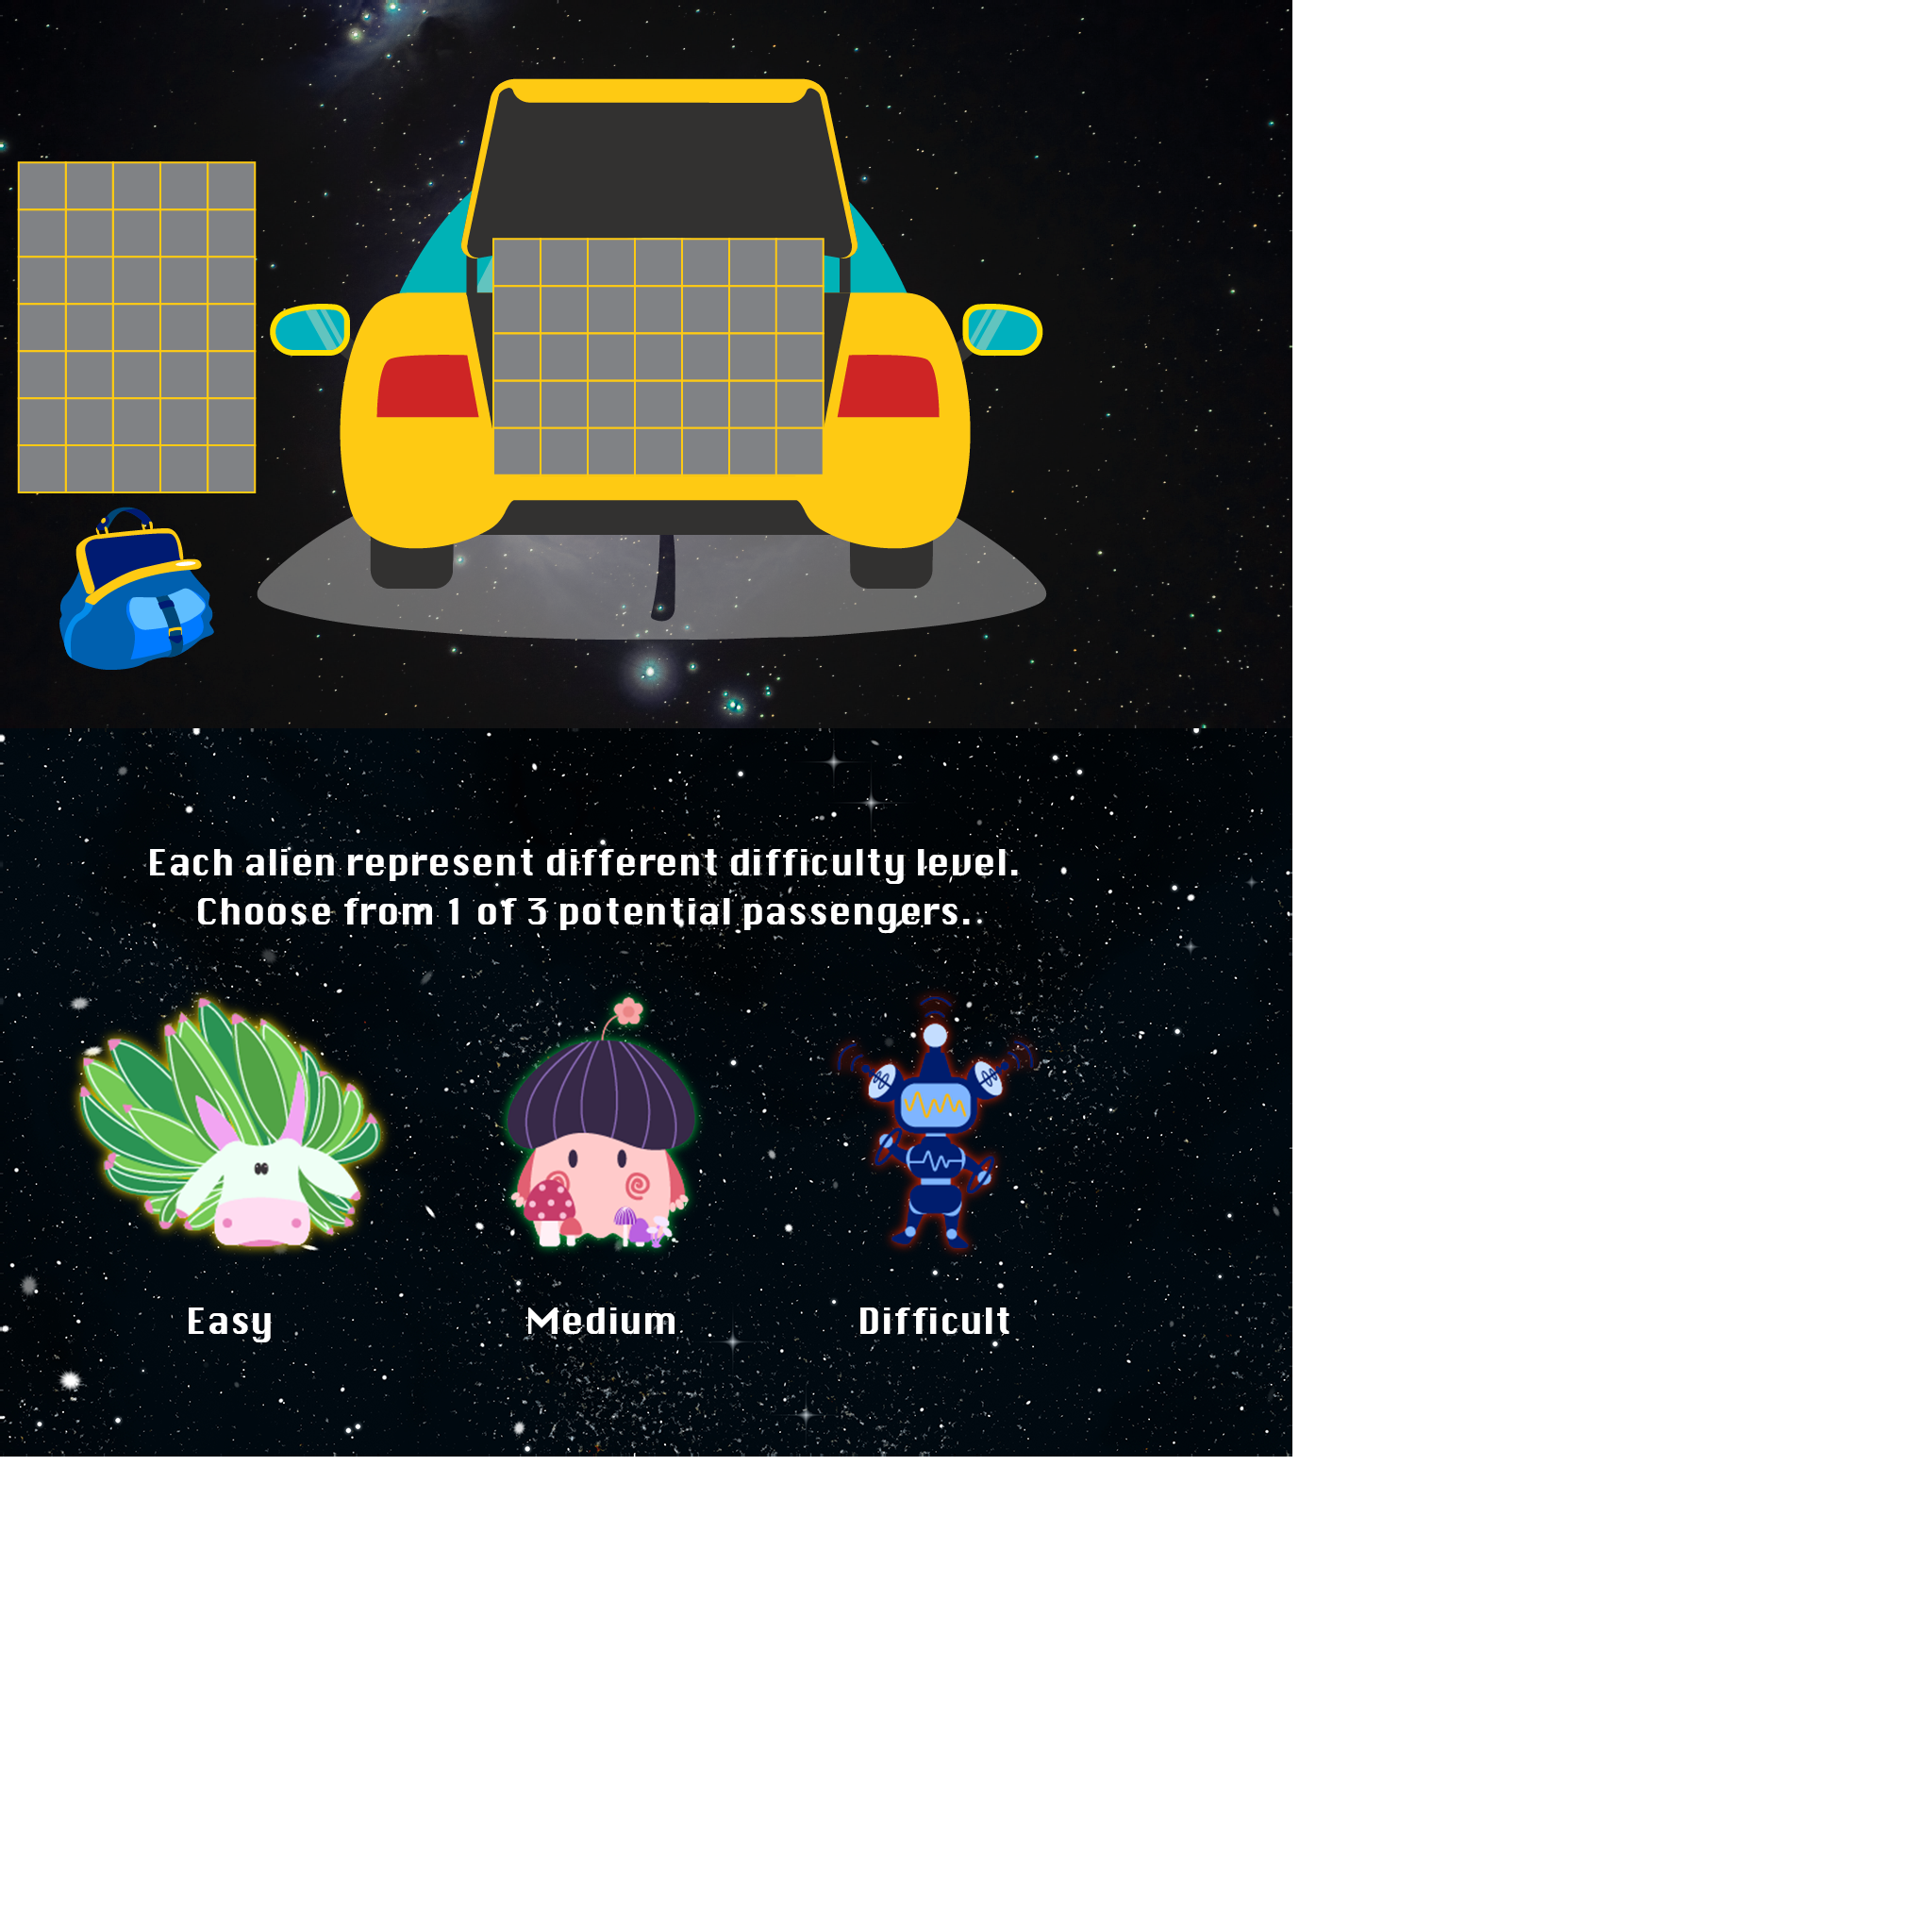 Each alien represent different difficulty level.
Choose from 1 of 3 potential passengers.
Easy
Medium
Difficult